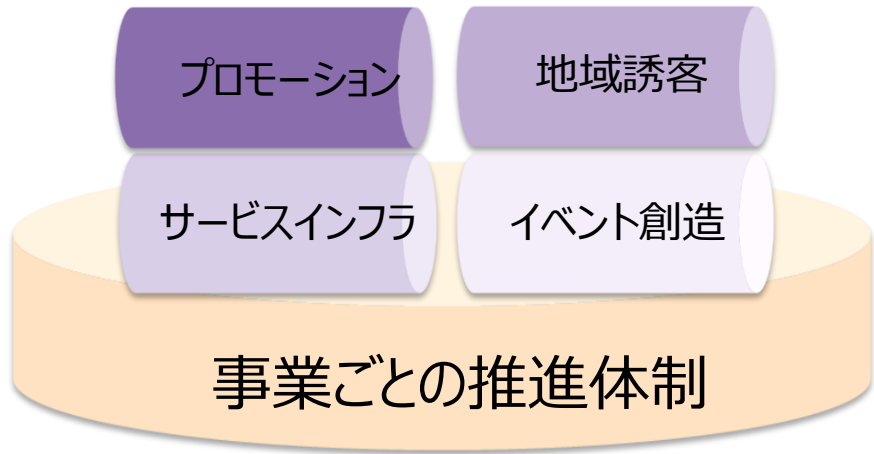 プロモーション
地域誘客
サービスインフラ
イベント創造
事業ごとの推進体制